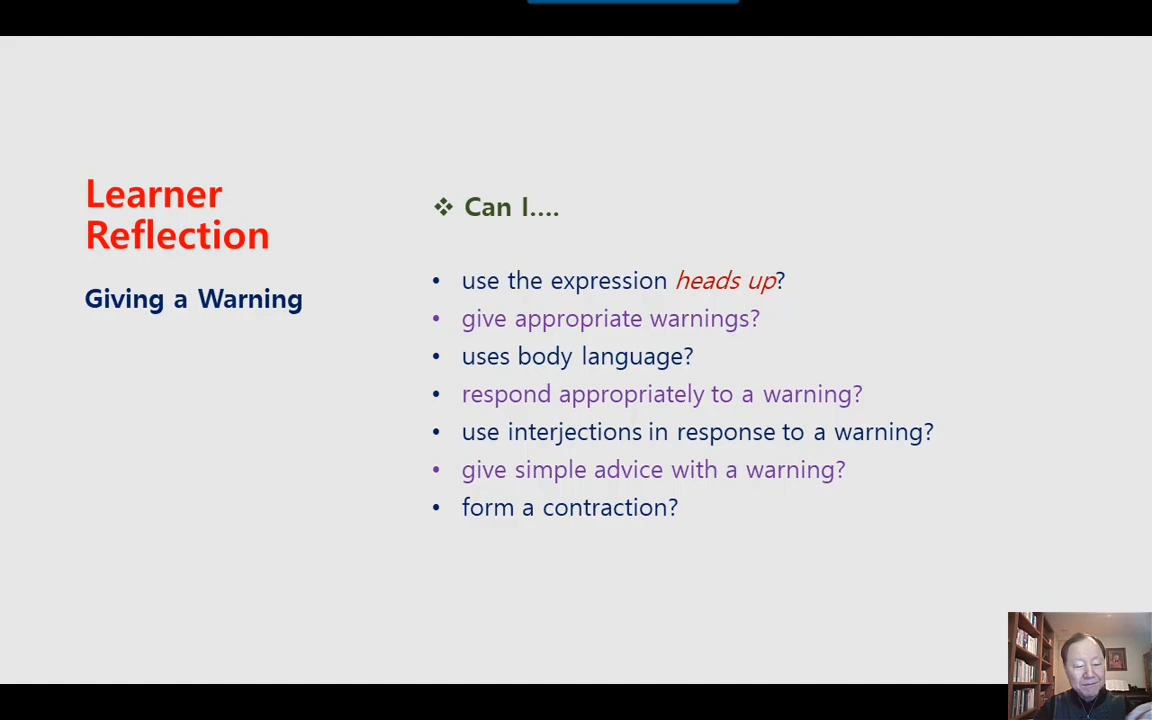 Learner
Reflection
Giving a Warning
❖ Can I....
• use the expression heads up?
• give appropriate warnings?
• uses body language?
• respond appropriately to a warning?
• use interjections in response to a warning?
• give simple advice with a warning?
• form a contraction?